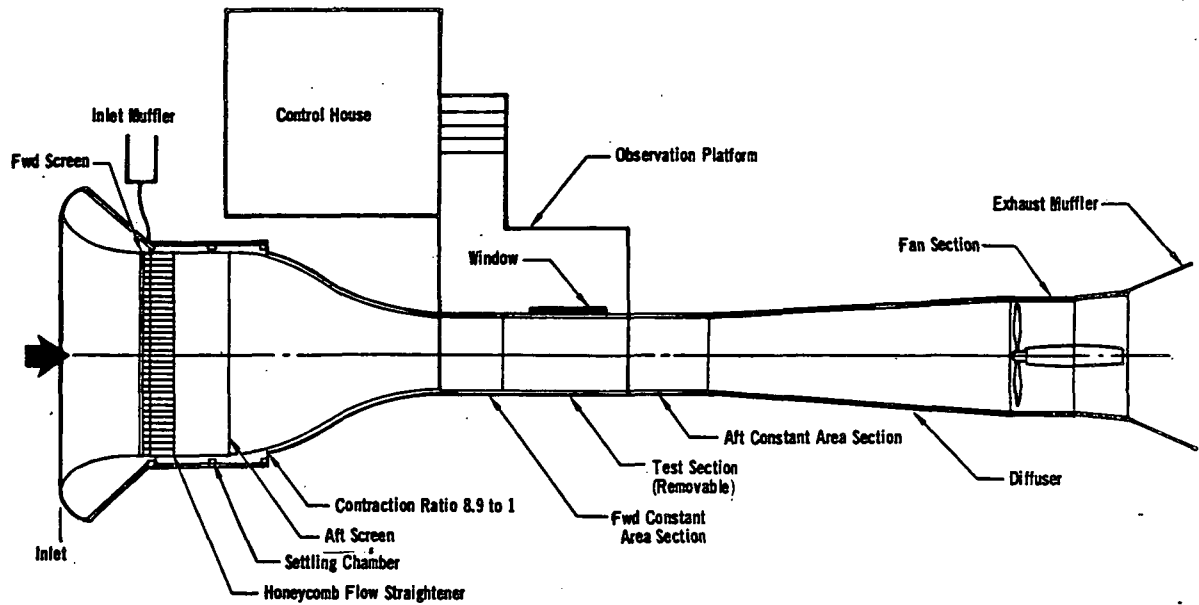 Control House
Inlet Muffler
Fwd Screen
Observation Platform
Exhaust Muffler
Fan Section
Window
Aft Constant Area Section
Test Section
(Removable)
Diffuser
Contraction Ratio 8.9 to 1
Fwd Constant
Area Section
Aft Screen
Inlet
Settling Chamber
Honeycomb Flow Straightener